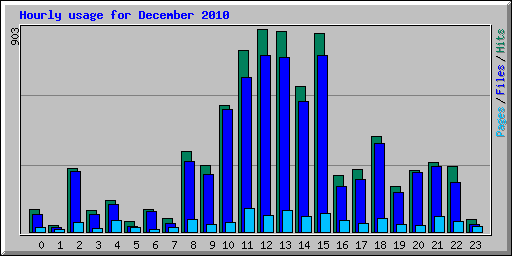 Hourly usage for December 2010
903
Pages / Files / Hits
0 1 2 3 4 5 6 7 8 9 10 11 12 13 14 15 16 17 18 19 20 21 22 23